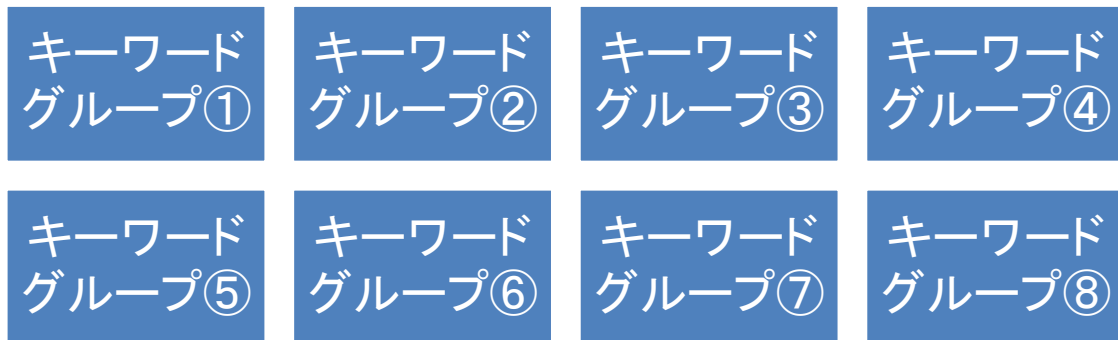 キーワード
グループ①
キーワード
グループ②
キーワード
グループ③
キーワード
グループ④
キーワード
グループ⑤
キーワード
グループ⑥
キーワード
グループ⑦
キーワード
グループ⑧